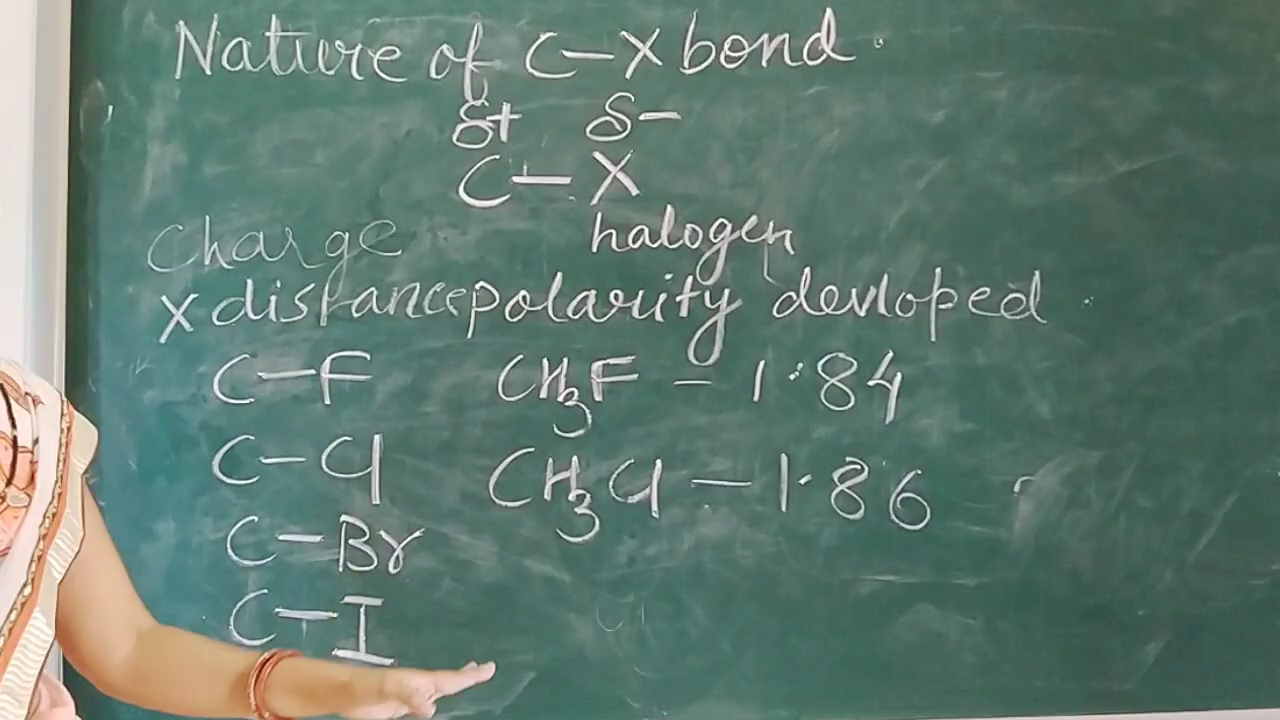 Nature of C-X bond.
δ+ δ-
C-X
Charge halogen
x distance polarity devloped.
C-F CH₃F - 1.84
C-Cl CH₃Cl - 1.86
C-Br
C-I